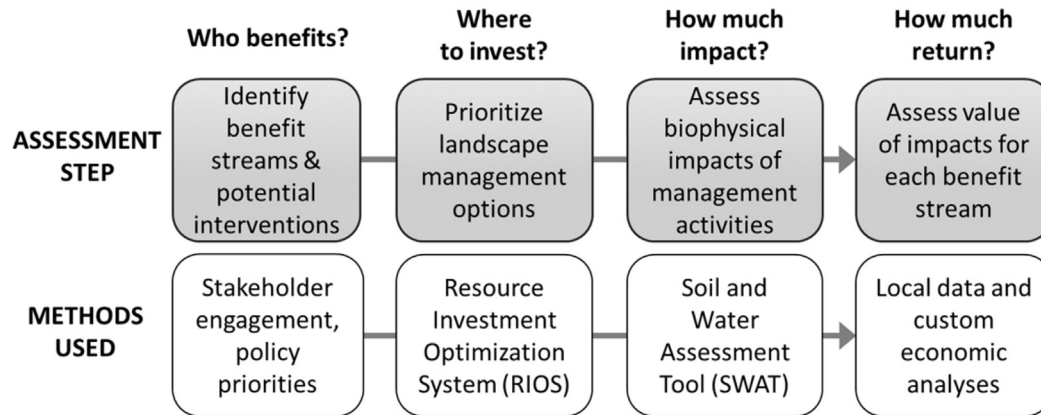 Who benefits?
Where
to invest?
How much
impact?
How much
return?
ASSESSMENT
STEP
Identify
benefit
streams &
potential
interventions
Prioritize
landscape
management
options
Assess
biophysical
impacts of
management
activities
Assess value
of impacts for
each benefit
stream
METHODS
USED
Stakeholder
engagement,
policy
priorities
Resource
Investment
Optimization
System (RIOS)
Soil and
Water
Assessment
Tool (SWAT)
Local data and
custom
economic
analyses